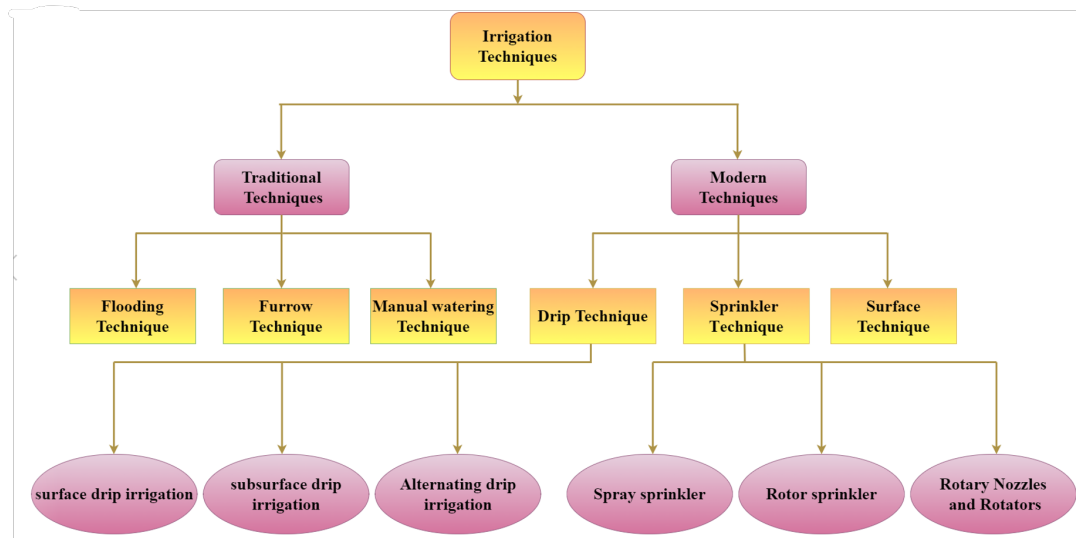 Irrigation
Techniques
Traditional
Techniques
Modern
Techniques
Flooding
Technique
Furrow
Technique
Manual watering
Technique
Drip Technique
Sprinkler
Technique
Surface
Technique
surface drip irrigation
subsurface drip
irrigation
Alternating drip
irrigation
Spray sprinkler
Rotor sprinkler
Rotary Nozzles
and Rotators